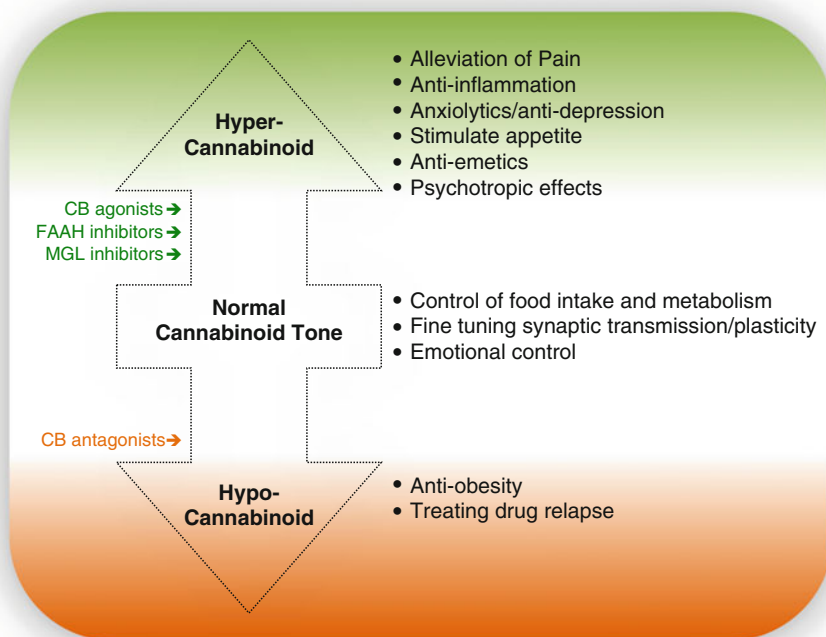 Hyper-
Cannabinoid
• Alleviation of Pain
• Anti-inflammation
• Anxiolytics/anti-depression
• Stimulate appetite
• Anti-emetics
• Psychotropic effects
CB agonists➔
FAAH inhibitors➔
MGL inhibitors➔
Normal
Cannabinoid Tone
• Control of food intake and metabolism
• Fine tuning synaptic transmission/plasticity
• Emotional control
CB antagonists➔
Hypo-
Cannabinoid
• Anti-obesity
• Treating drug relapse